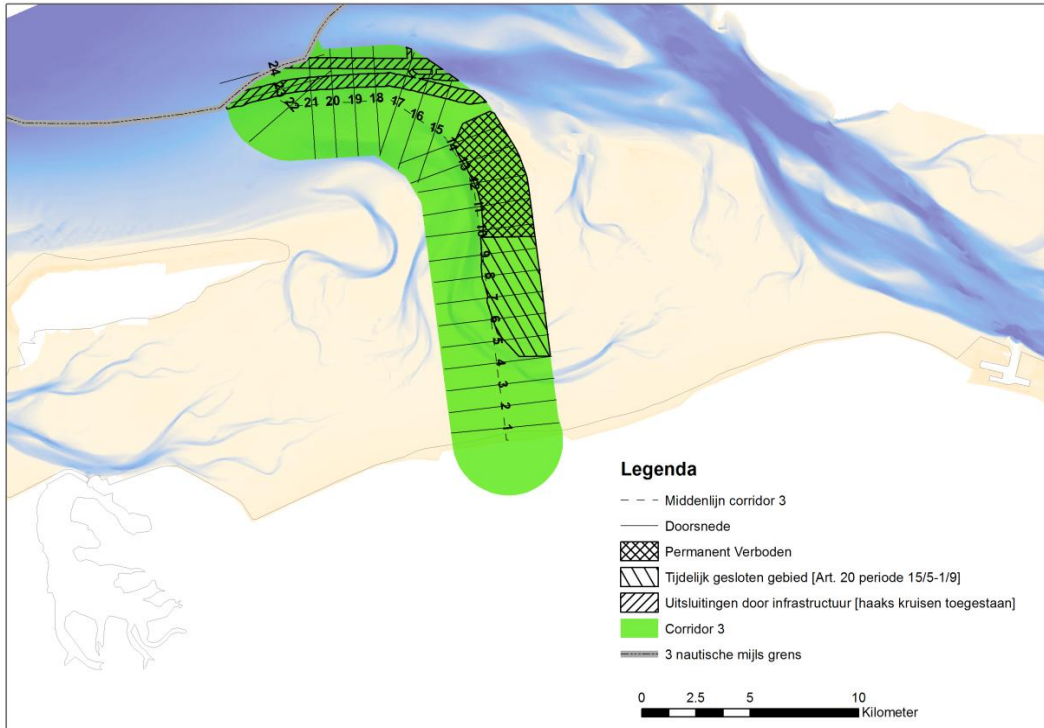 24
23
22
21
20
19
18
17
16
15
14
13
12
11
10
9
8
7
6
5
4
3
2
1
Legenda
Middenlijn corridor 3
Doorsnede
Permanent Verboden
Tijdelijk gesloten gebied [Art. 20 periode 15/5-1/9]
Uitsluitingen door infrastructuur [haaks kruisen toegestaan]
Corridor 3
3 nautische mijls grens
0 2.5 5 10
Kilometer